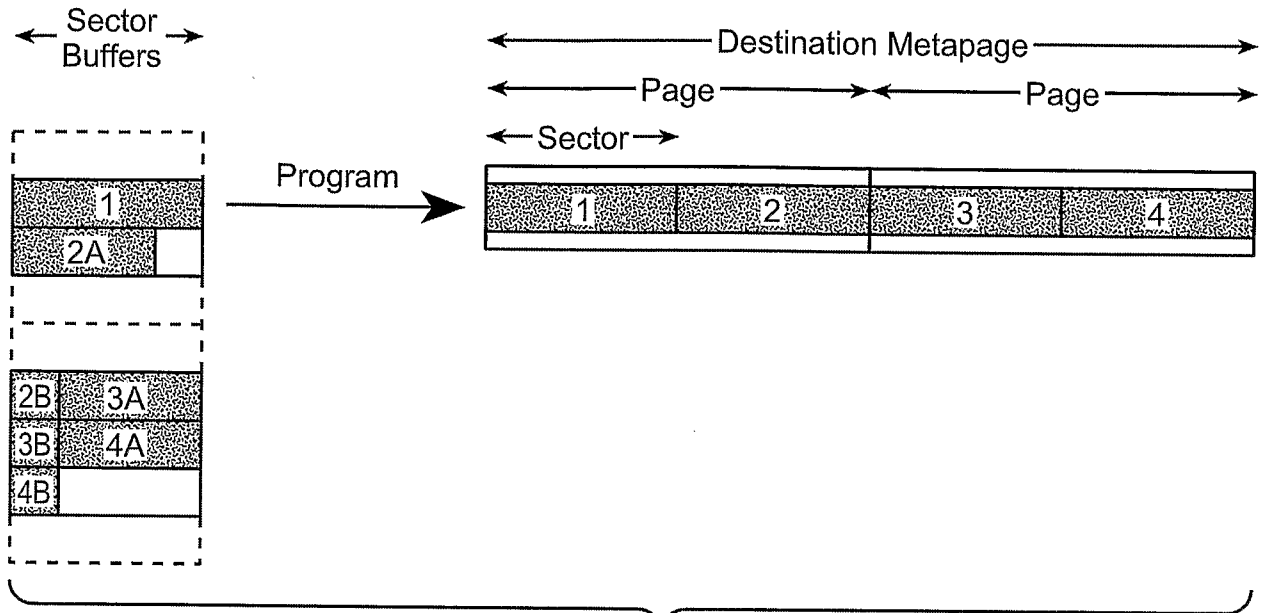 Sector
Buffers
Destination Metapage
Page Page
Sector
Program
1
2A
1 2 3 4
2B 3A
3B 4A
4B